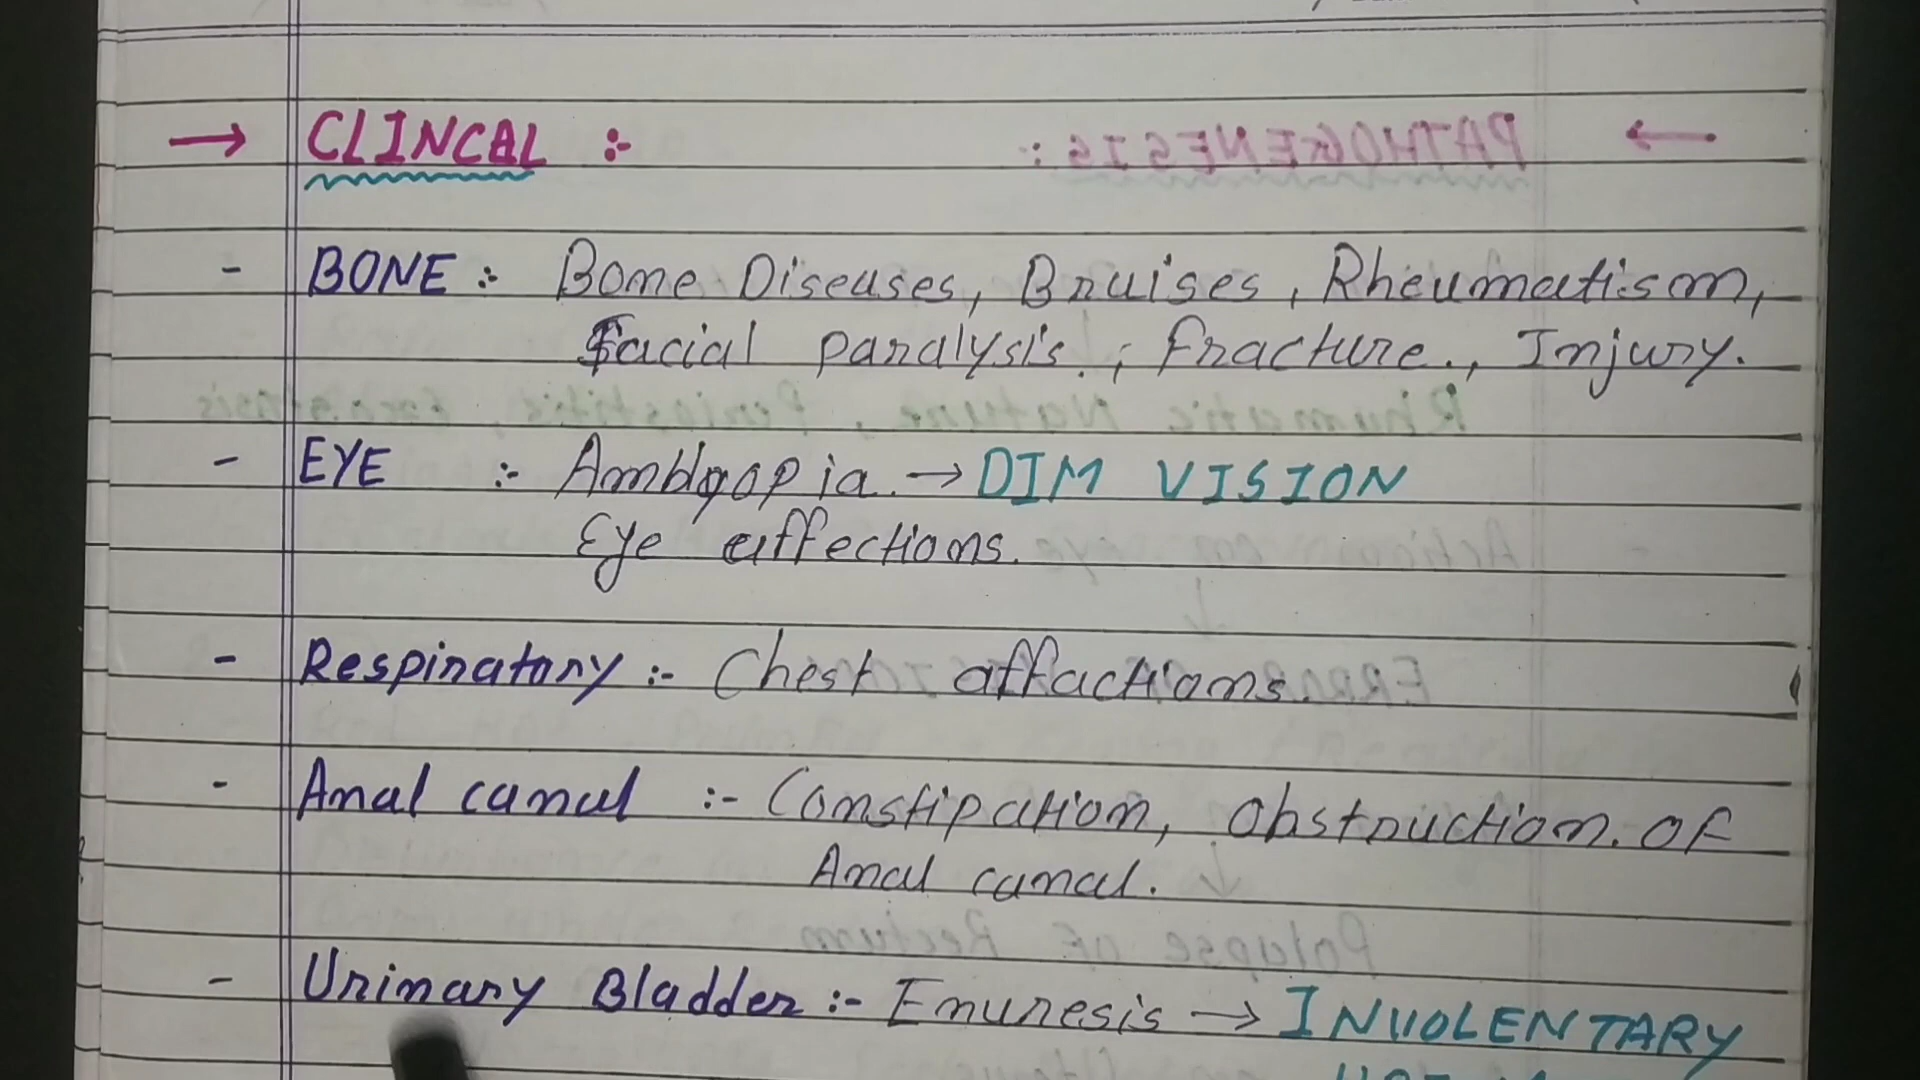 → CLINCAL :-
- BONE :- Bone Diseases, Bruises, Rheumatism,
Facial paralysis, Fracture., Injury.
- EYE :- Amblyopia. → DIM VISION
Eye affections.
- Respiratory :- Chest affactions.
- Anal canal :- Constipation, Obstruction. OF
Anal canal.
- Urinary Bladder :- Enuresis → INVOLENTARY